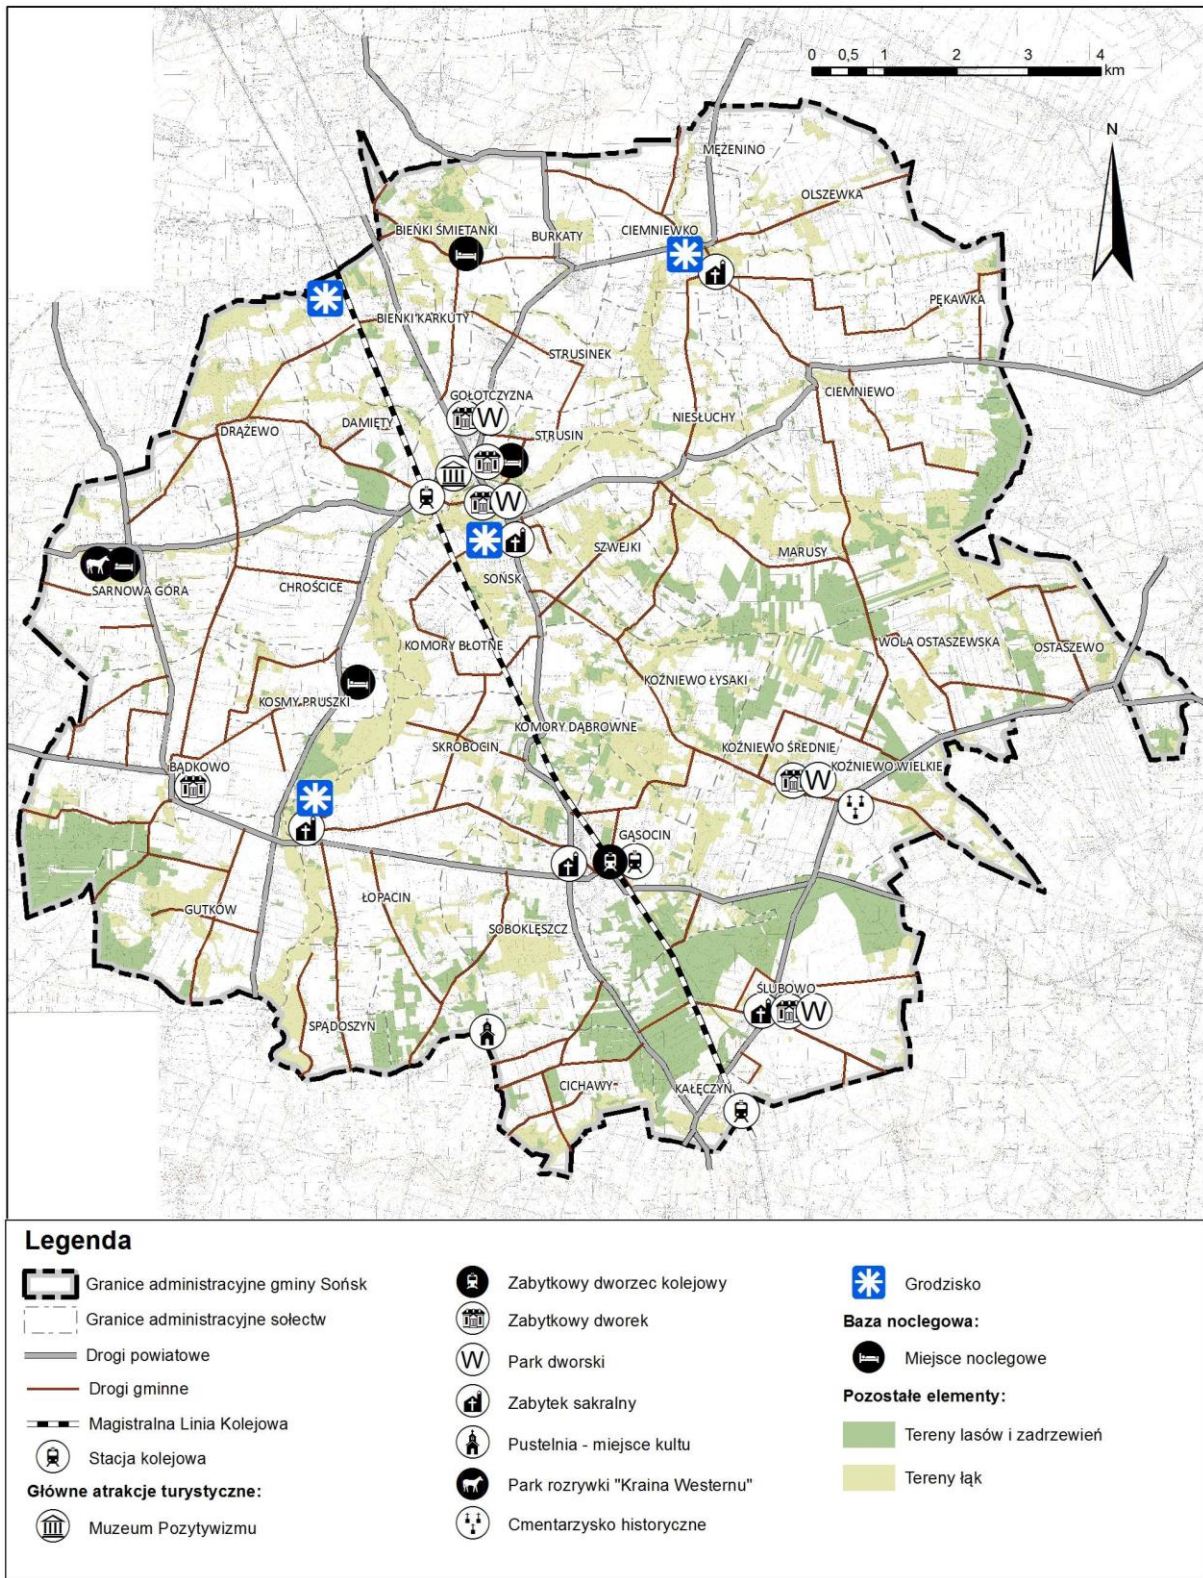 0 0,5 1 2 3 4
km
N
MĘŻENINO
OLSZEWKA
BIEŃKI ŚMIETANKI
BURKATY
CIEMNIEWKO
PĘKAWKA
BIEŃKI KARKUTY
STRUSINEK
CIEMNIEWO
GOŁOTCZYZNA
W
NIESŁUCHY
DRĄŻEWO
DAMIĘTY
STRUSIN
W
SZWEJKI
MARUSY
SARNOWA GÓRA
CHROŚCICE
SOŃSK
KOMORY BŁOTNE
WOLA OSTASZEWSKA
OSTASZEWO
KOŹNIEWO ŁYSAKI
KOSMY PRUSZKI
KOMORY DĄBROWNE
SKROBOCIN
KOŹNIEWO ŚREDNIE
BĄDKOWO
KOŹNIEWO WIELKIE
W
GĄSOCIN
ŁOPACIN
GUTKÓW
SOBOKLĘSZCZ
ŚLUBOWO
W
SPĄDOSZYN
CICHAWY
KAŁĘCZYN
Legenda
Granice administracyjne gminy Sońsk
Granice administracyjne sołectw
Drogi powiatowe
Drogi gminne
Magistralna Linia Kolejowa
Stacja kolejowa
Główne atrakcje turystyczne:
Muzeum Pozytywizmu
Zabytkowy dworzec kolejowy
Zabytkowy dworek
W Park dworski
Zabytek sakralny
Pustelnia - miejsce kultu
Park rozrywki "Kraina Westernu"
Cmentarzysko historyczne
Grodzisko
Baza noclegowa:
Miejsce noclegowe
Pozostałe elementy:
Tereny lasów i zadrzewień
Tereny łąk